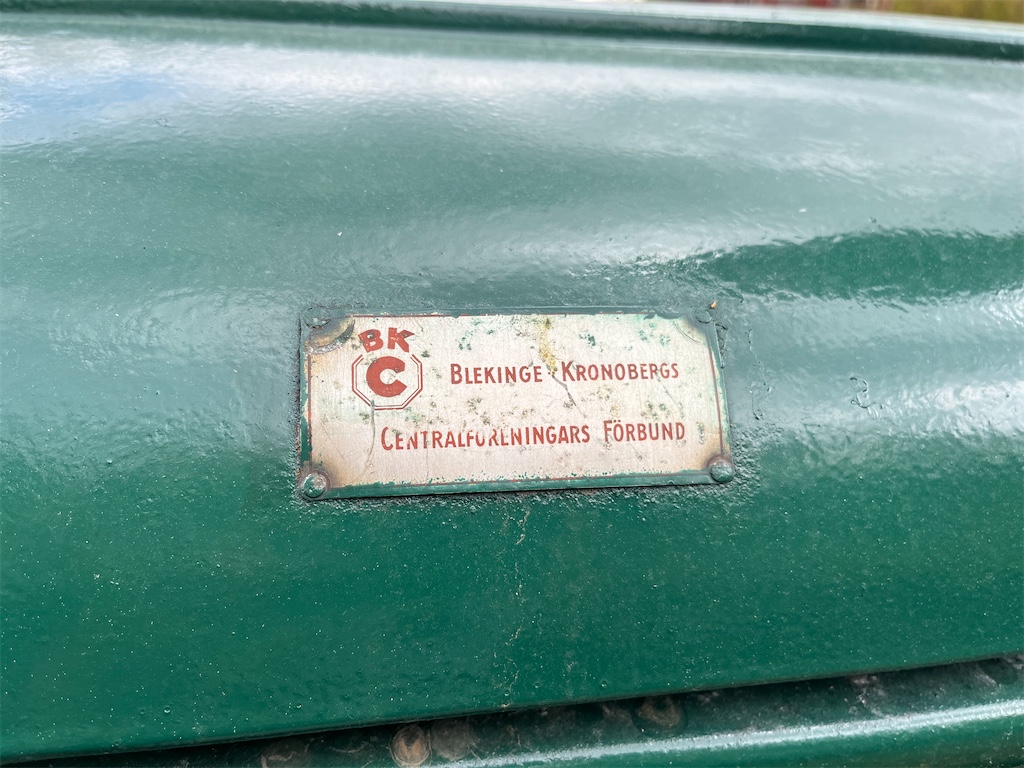 BK
C
BLEKINGE-KRONOBERGS
CENTRALFÖRENINGARS FÖRBUND